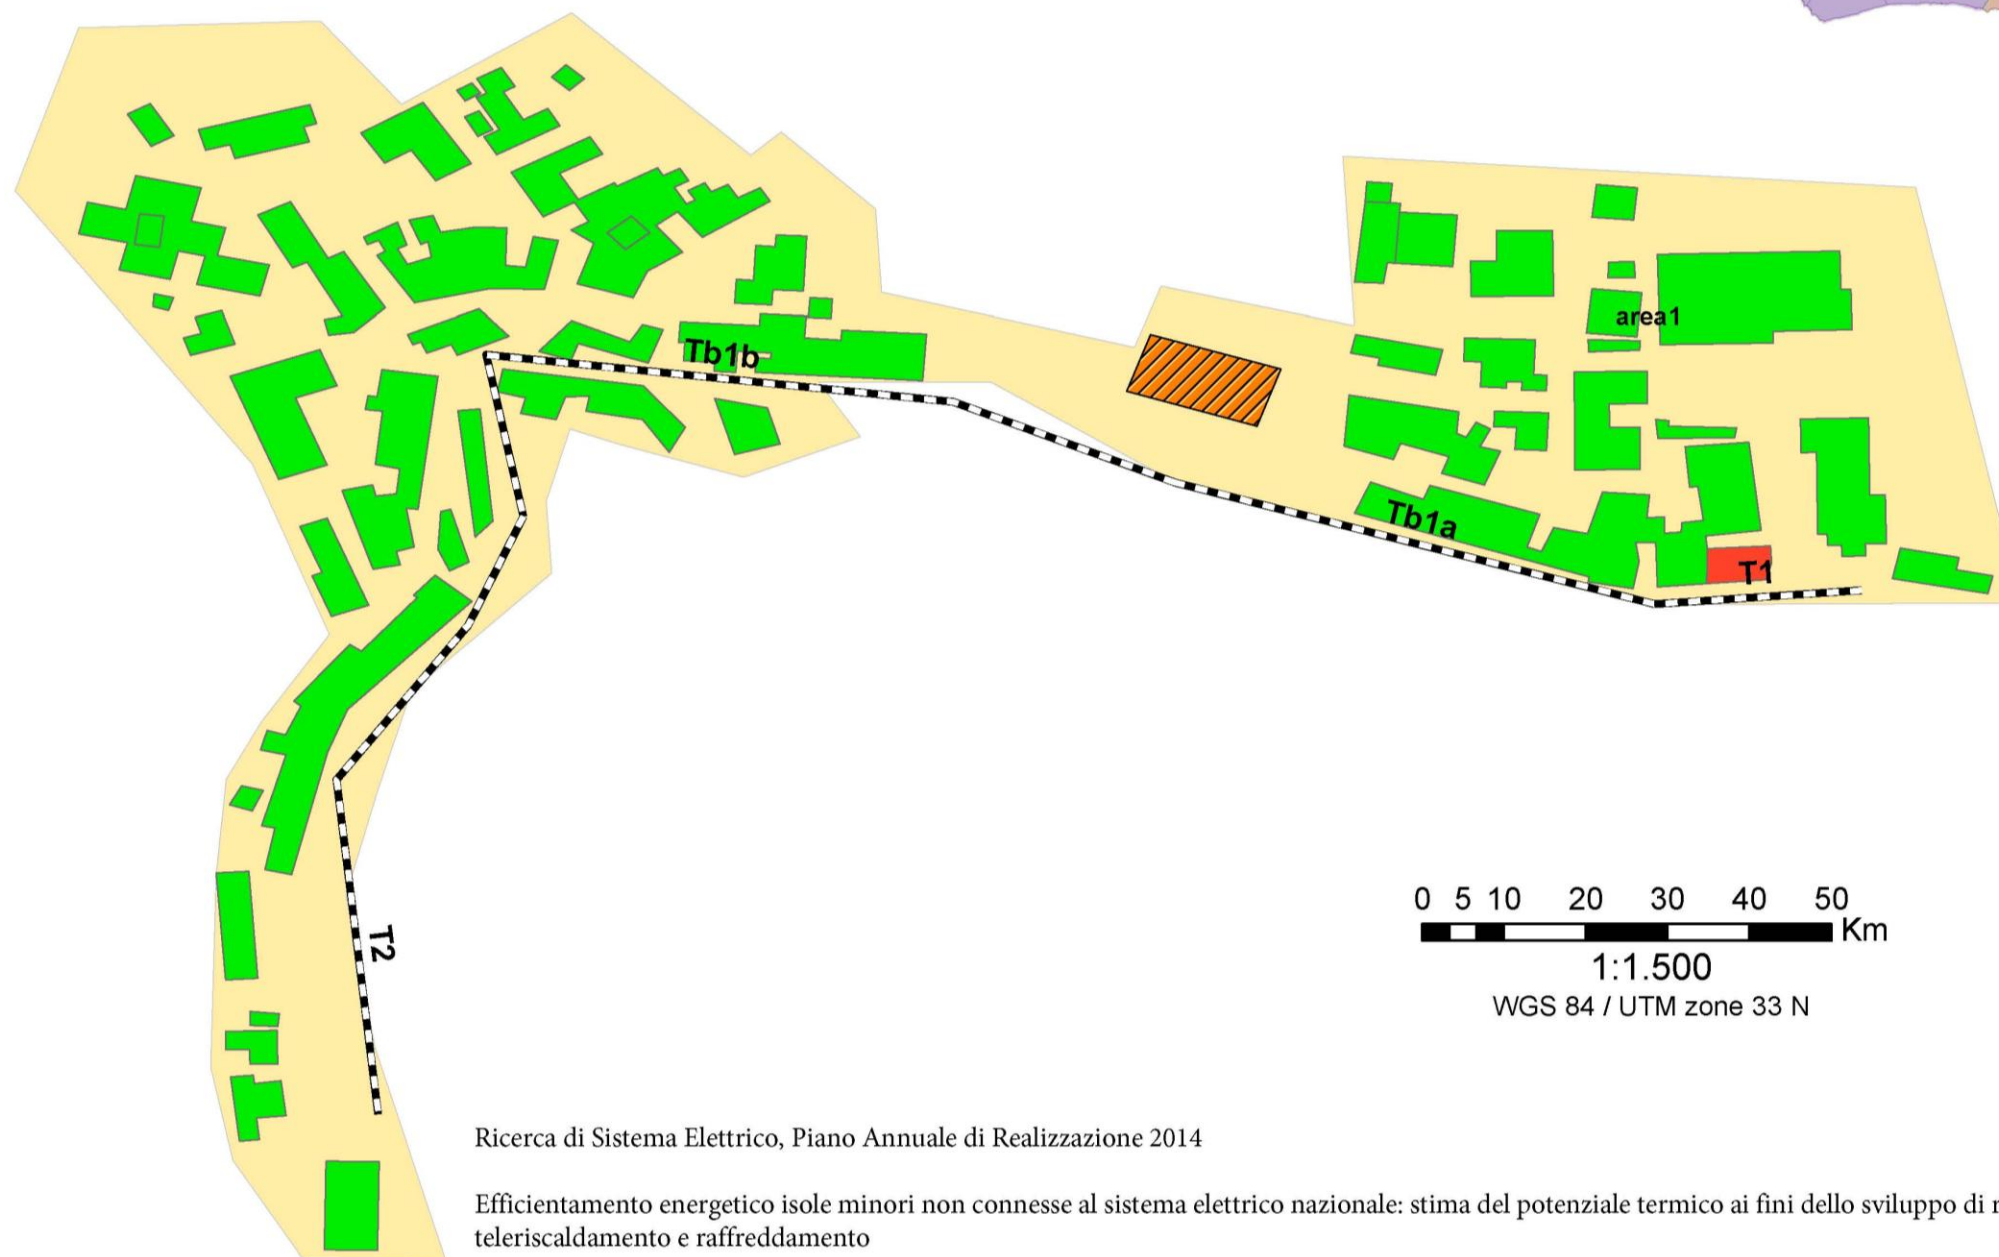 area1
Tb1b
Tb1a
T1
T2
0 5 10 20 30 40 50
Km
1:1.500
WGS 84 / UTM zone 33 N
Ricerca di Sistema Elettrico, Piano Annuale di Realizzazione 2014
Efficientamento energetico isole minori non connesse al sistema elettrico nazionale: stima del potenziale termico ai fini dello sviluppo di
teleriscaldamento e raffreddamento